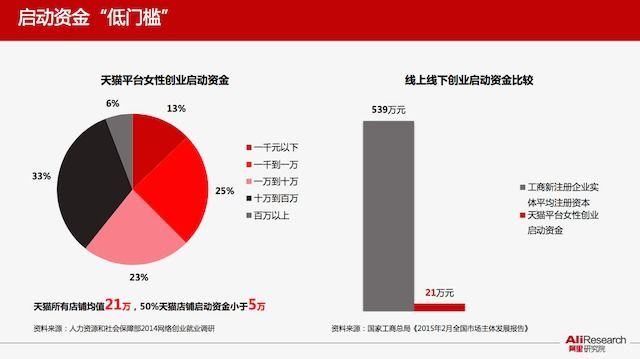 启动资金“低门槛”
天猫平台女性创业启动资金
6%
13%
33%
25%
23%
一千元以下
一千到一万
一万到十万
十万到百万
百万以上
天猫所有店铺均值21万，50%天猫店铺启动资金小于5万
资料来源：人力资源和社会保障部2014网络创业就业调研
线上线下创业启动资金比较
539万元
21万元
工商新注册企业实
体平均注册资本
天猫平台女性创业
启动资金
资料来源：国家工商总局《2015年2月全国市场主体发展报告》
AliResearch
阿里研究院